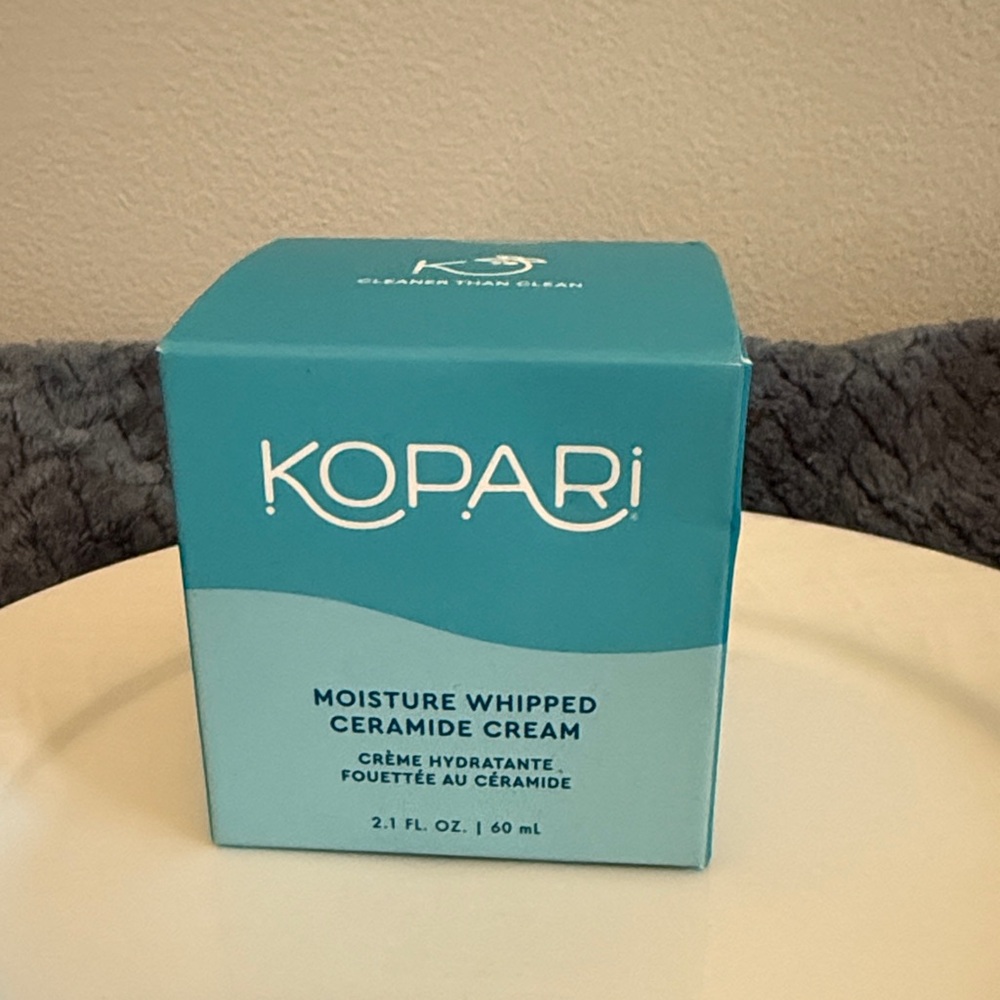 K
CLEANER THAN CLEAN
KOPARi
MOISTURE WHIPPED
CERAMIDE CREAM
CRÈME HYDRATANTE
FOUETTÉE AU CÉRAMIDE
2.1 FL. OZ. | 60 mL